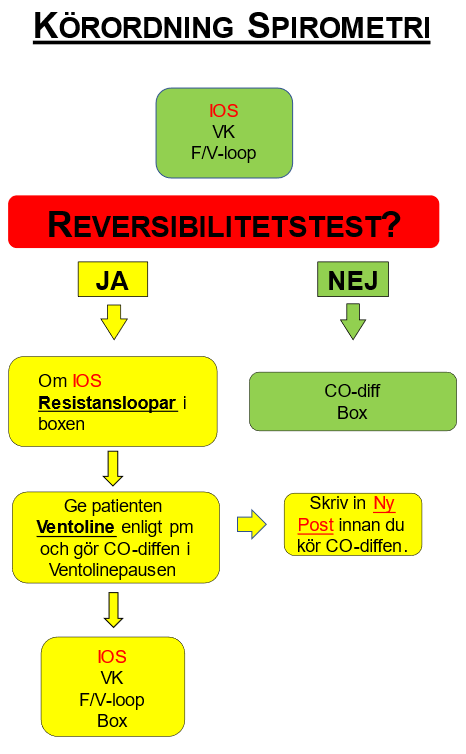 KÖRORDNING SPIROMETRI
IOS
VK
F/V-loop
REVERSIBILITETSTEST?
JA
NEJ
Om IOS
Resistansloopar i
boxen
CO-diff
Box
Ge patienten
Ventoline enligt pm
och gör CO-diffen i
Ventolinepausen
Skriv in Ny
Post innan du
kör CO-diffen.
IOS
VK
F/V-loop
Box